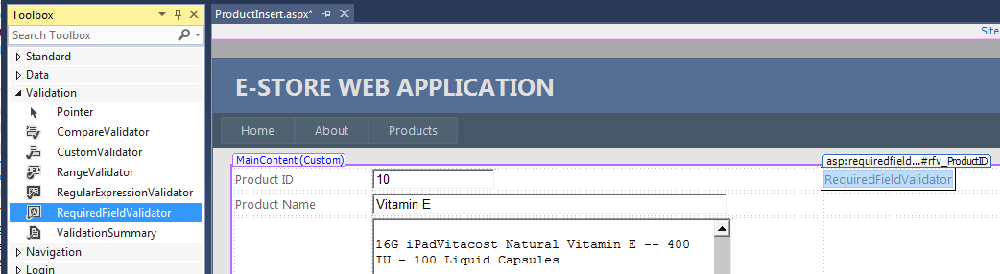 Toolbox
Search Toolbox
Standard
Data
Validation
Pointer
CompareValidator
CustomValidator
RangeValidator
RegularExpressionValidator
RequiredFieldValidator
ValidationSummary
Navigation
Login
ProductInsert.aspx*
Site
E-STORE WEB APPLICATION
Home About Products
MainContent (Custom)
asp:requiredfield...#rfv_ProductID
Product ID 10 RequiredFieldValidator
Product Name Vitamin E
16G iPadVitacost Natural Vitamin E -- 400
IU - 100 Liquid Capsules